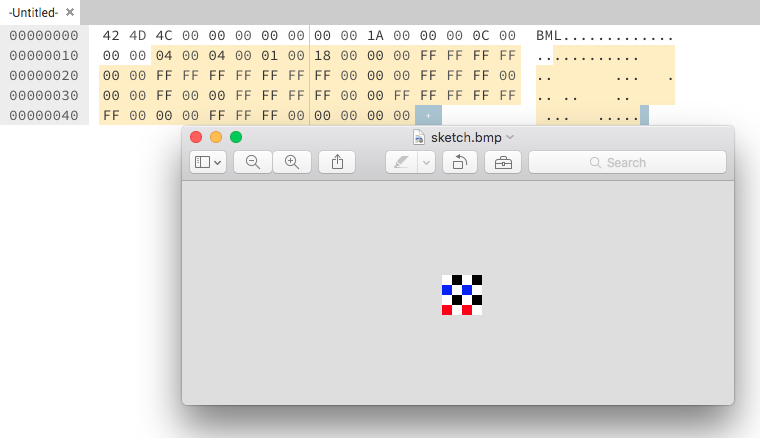 -Untitled- ×
00000000 42 4D 4C 00 00 00 00 00 00 00 1A 00 00 00 0C 00 BML.............
00000010 00 00 04 00 04 00 01 00 18 00 00 00 FF FF FF FF ............
00000020 00 00 FF FF FF FF FF FF FF 00 00 00 FF FF FF 00 .. ... .
00000030 00 00 FF 00 00 FF FF FF FF 00 00 FF FF FF FF FF .. .. ..
00000040 FF 00 00 00 FF FF FF 00 00 00 00 00 + ... .....
sketch.bmp
Search